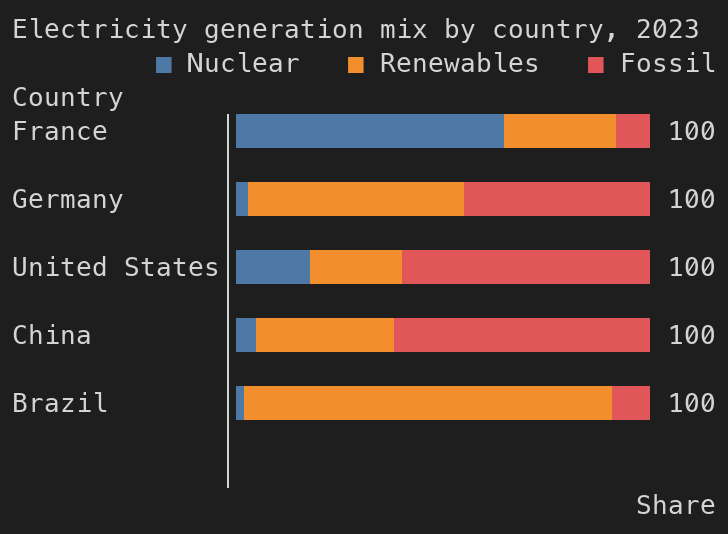 Electricity generation mix by country, 2023
Nuclear Renewables Fossil
Country
France 100
Germany 100
United States 100
China 100
Brazil 100
Share